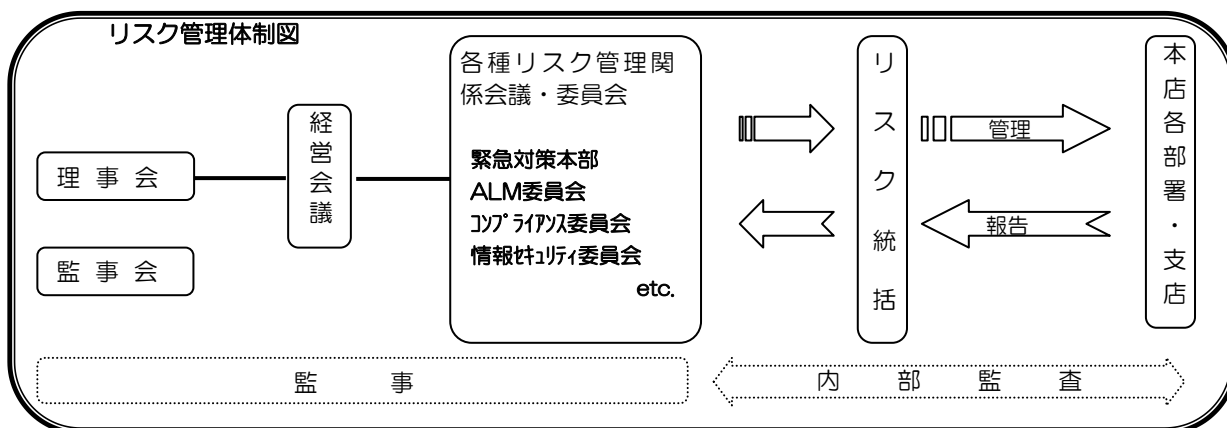 リスク管理体制図
理事会
監事会
経営会議
各種リスク管理関
係会議・委員会
緊急対策本部
ALM委員会
ｺﾝﾌﾟﾗｲｱﾝｽ委員会
情報ｾｷｭﾘﾃｨ委員会
etc.
リスク統括
管理
報告
本店各部署・支店
監事
内部監査